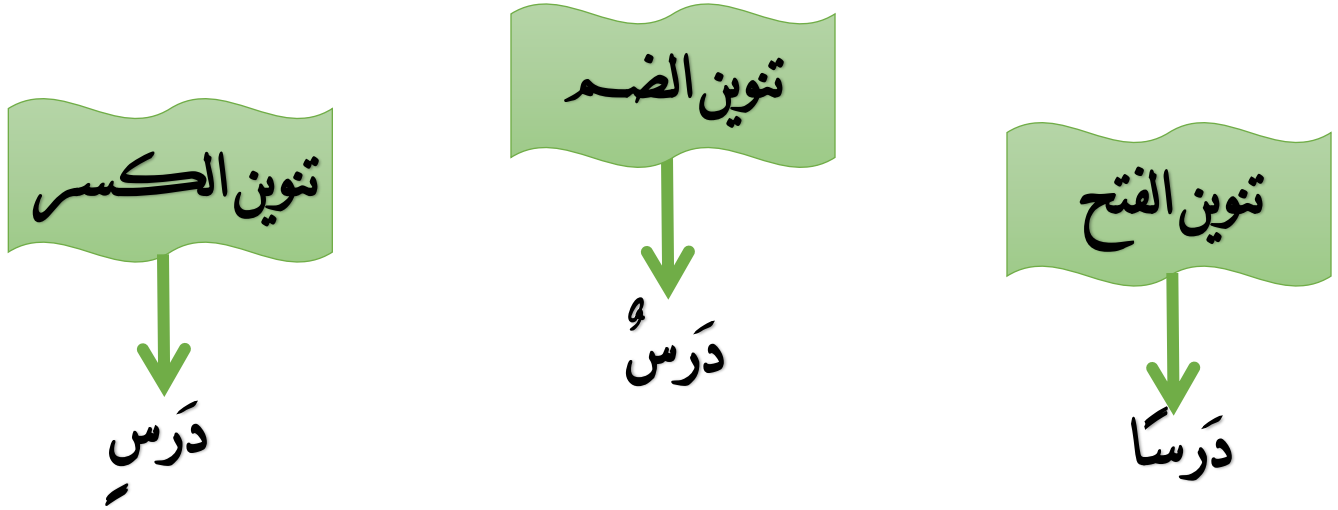 تنوين الضم
تنوين الفتح
تنوين الكسر
دَرسٌ
دَرسًا
دَرسٍ